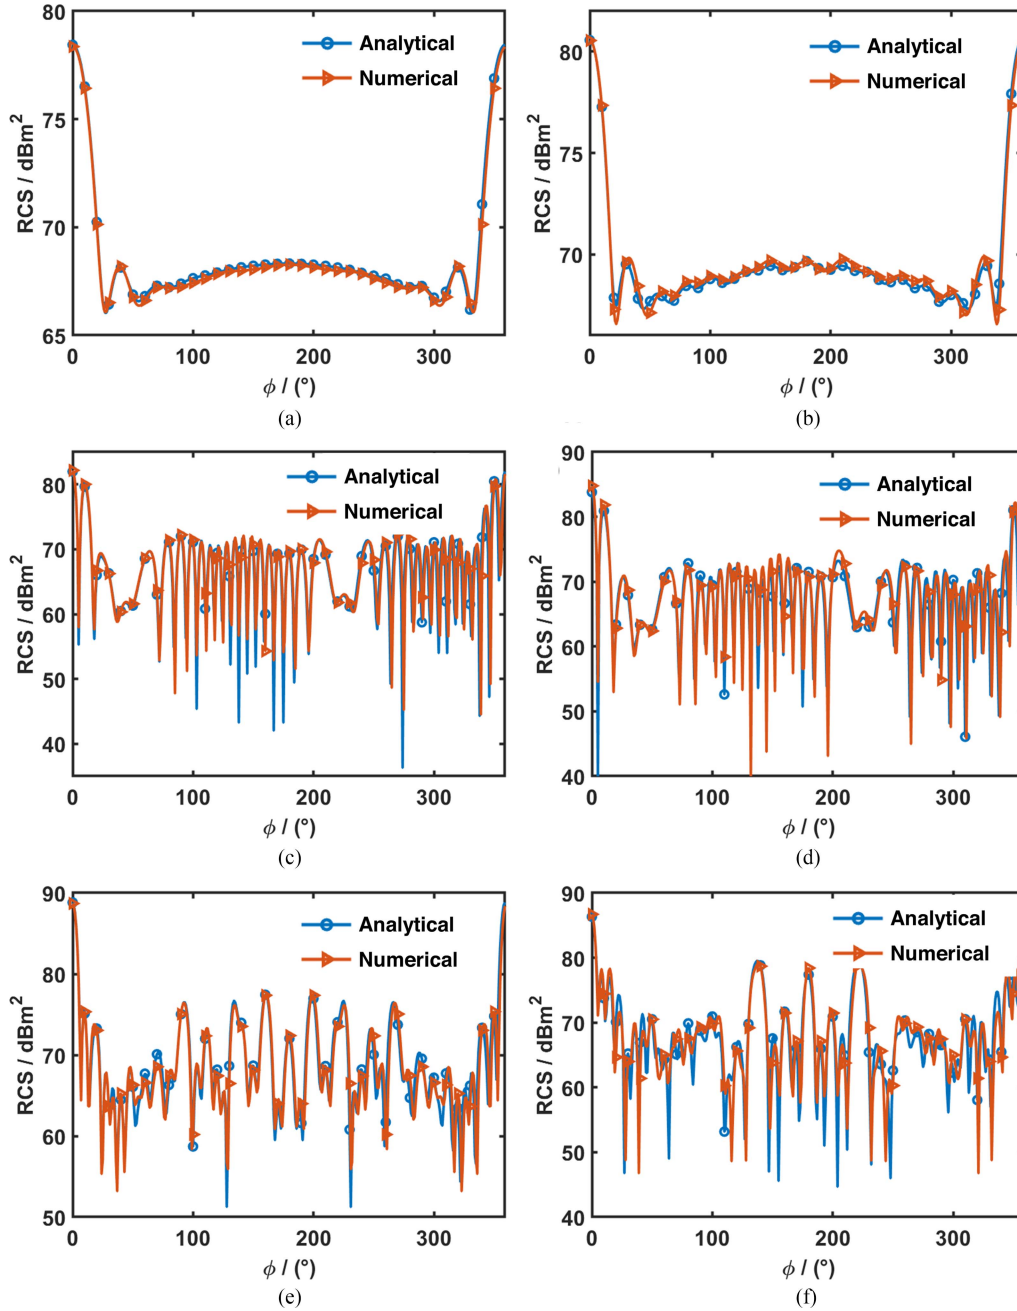 80
75
70
65
RCS / dBm²
0
100
200
300
ϕ / (°)
Analytical
Numerical
(a)
80
75
70
RCS / dBm²
0
100
200
300
ϕ / (°)
Analytical
Numerical
(b)
80
70
60
50
40
RCS / dBm²
0
100
200
300
ϕ / (°)
Analytical
Numerical
(c)
90
80
70
60
50
40
RCS / dBm²
0
100
200
300
ϕ / (°)
Analytical
Numerical
(d)
90
80
70
60
50
RCS / dBm²
0
100
200
300
ϕ / (°)
Analytical
Numerical
(e)
90
80
70
60
50
40
RCS / dBm²
0
100
200
300
ϕ / (°)
Analytical
Numerical
(f)